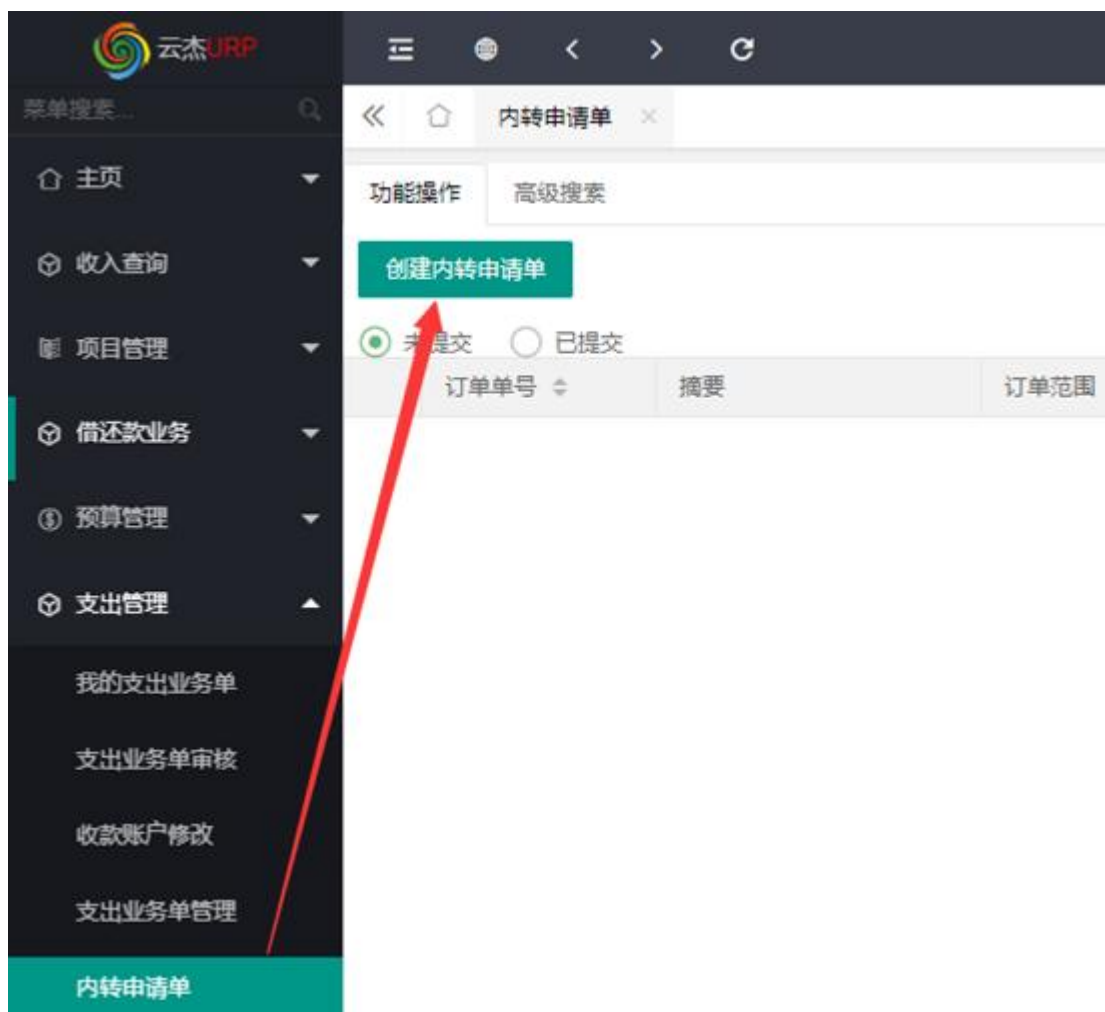 云杰URP
菜单搜索...
主页
收入查询
项目管理
借还款业务
预算管理
支出管理
我的支出业务单
支出业务单审核
收款账户修改
支出业务单管理
内转申请单
内转申请单
功能操作 高级搜索
创建内转申请单
未提交 已提交
订单单号 摘要 订单范围